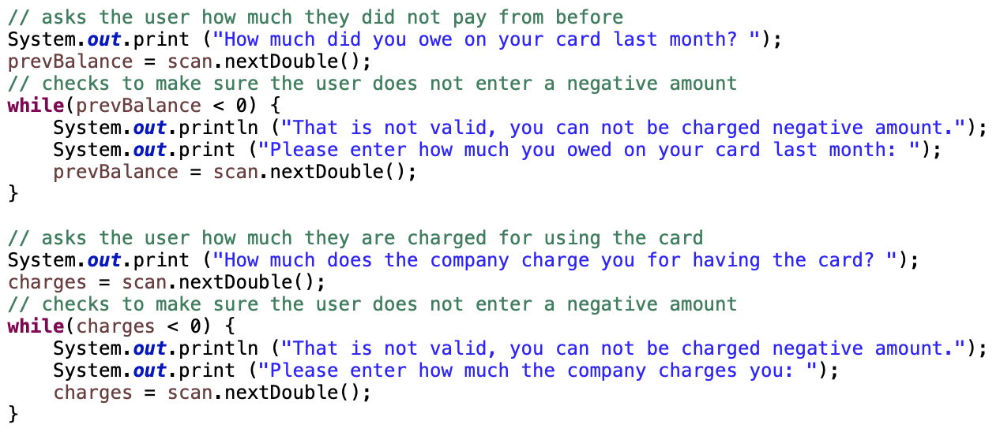 // asks the user how much they did not pay from before
System.out.print ("How much did you owe on your card last month? ");
prevBalance = scan.nextDouble();
// checks to make sure the user does not enter a negative amount
while(prevBalance < 0) {
    System.out.println ("That is not valid, you can not be charged negative amount.");
    System.out.print ("Please enter how much you owed on your card last month: ");
    prevBalance = scan.nextDouble();
}

// asks the user how much they are charged for using the card
System.out.print ("How much does the company charge you for having the card? ");
charges = scan.nextDouble();
// checks to make sure the user does not enter a negative amount
while(charges < 0) {
    System.out.println ("That is not valid, you can not be charged negative amount.");
    System.out.print ("Please enter how much the company charges you: ");
    charges = scan.nextDouble();
}